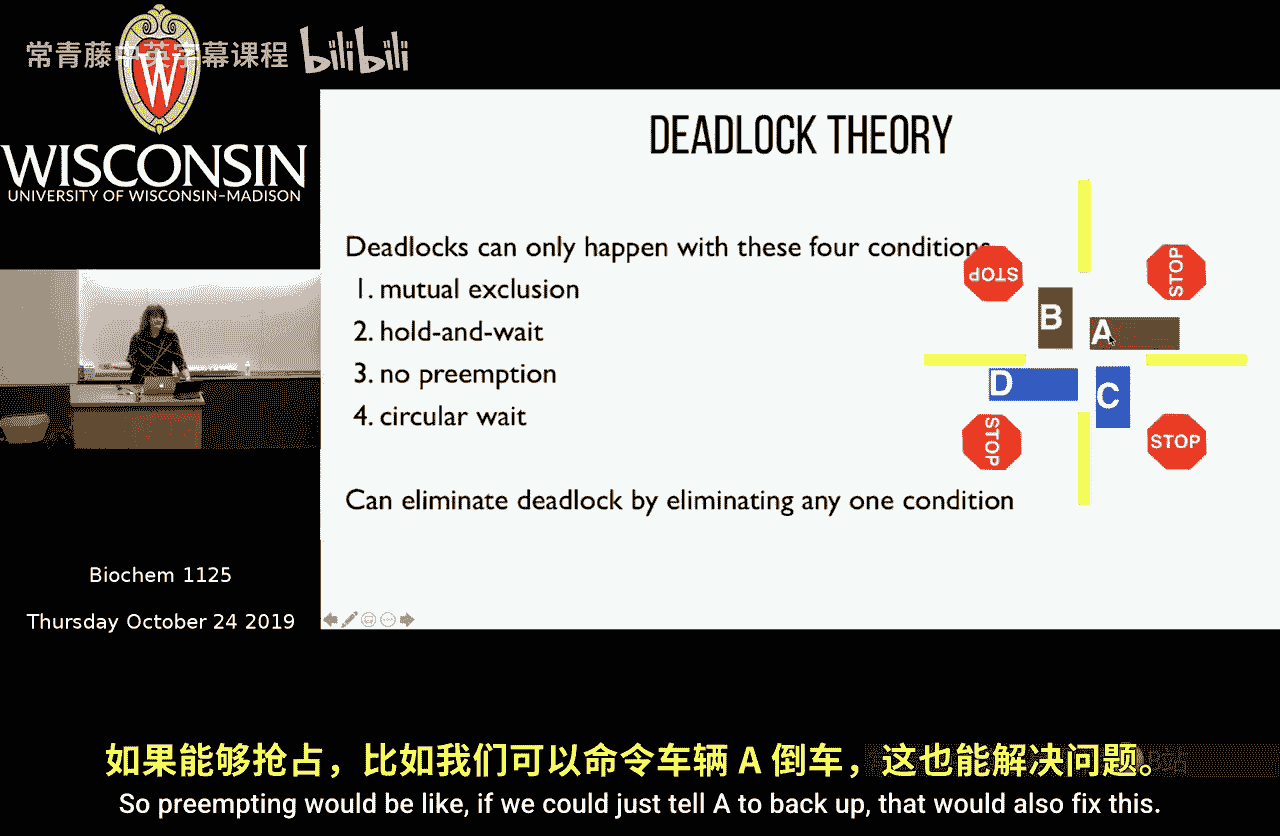 常青藤中英字幕课程 bilibili
W
WISCONSIN
UNIVERSITY OF WISCONSIN-MADISON
DEADLOCK THEORY
Deadlocks can only happen with these four conditions
1. mutual exclusion
2. hold-and-wait
3. no preemption
4. circular wait
Can eliminate deadlock by eliminating any one condition
STOP
STOP
B
A
D
C
STOP
STOP
Biochem 1125
Thursday October 24 2019
如果能够抢占，比如我们可以命令车辆 A 倒车，这也能解决问题。
So preempting would be like, if we could just tell A to back up, that would also fix this.